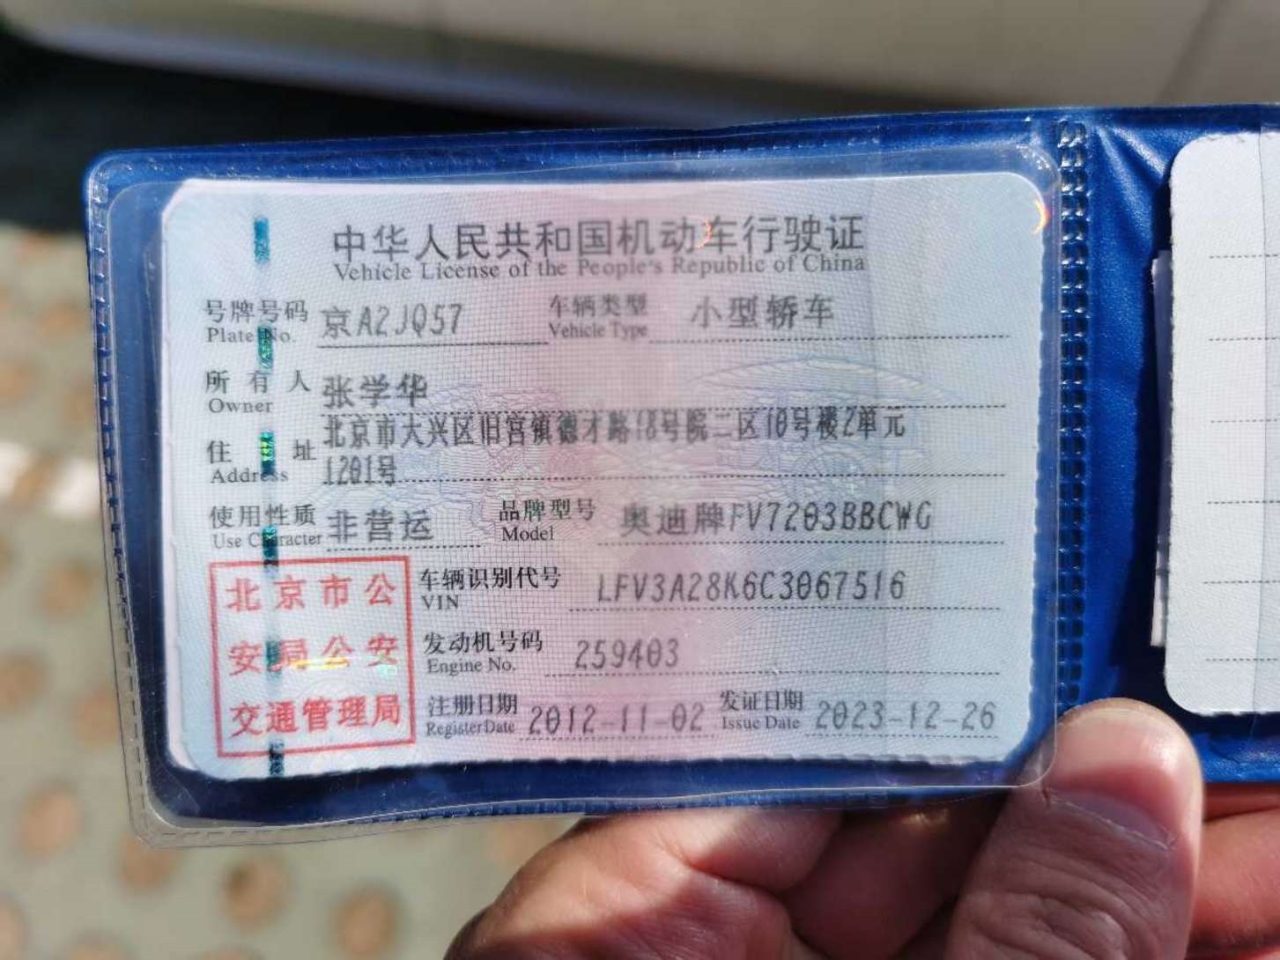 中华人民共和国机动车行驶证
Vehicle License of the People's Republic of China
号牌号码 京A2JQ57 车辆类型 小型轿车
Plate No. Vehicle Type
所有人 张学华
Owner
住址 北京市大兴区旧宫镇德才路18号院二区10号楼2单元
Address 1201号
使用性质 非营运 品牌型号 奥迪牌FV7203BBCWG
Use Character Model
北京市公
安局公安
交通管理局
车辆识别代号 LFV3A28K6C3067516
VIN
发动机号码 259403
Engine No.
注册日期 2012-11-02 发证日期 2023-12-26
Register Date Issue Date